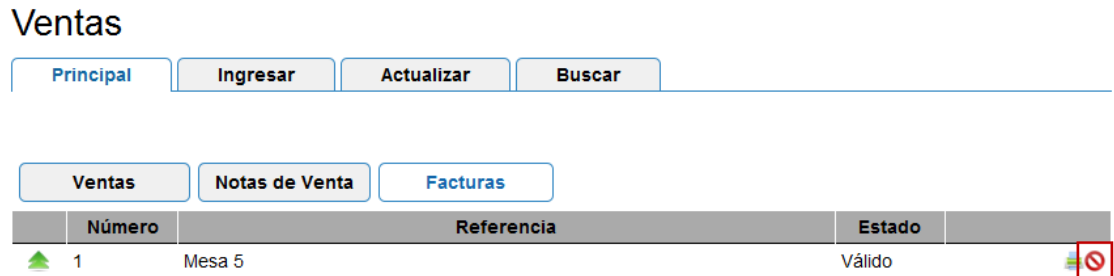 Ventas
Principal Ingresar Actualizar Buscar
Ventas Notas de Venta Facturas
Número Referencia Estado
1 Mesa 5 Válido